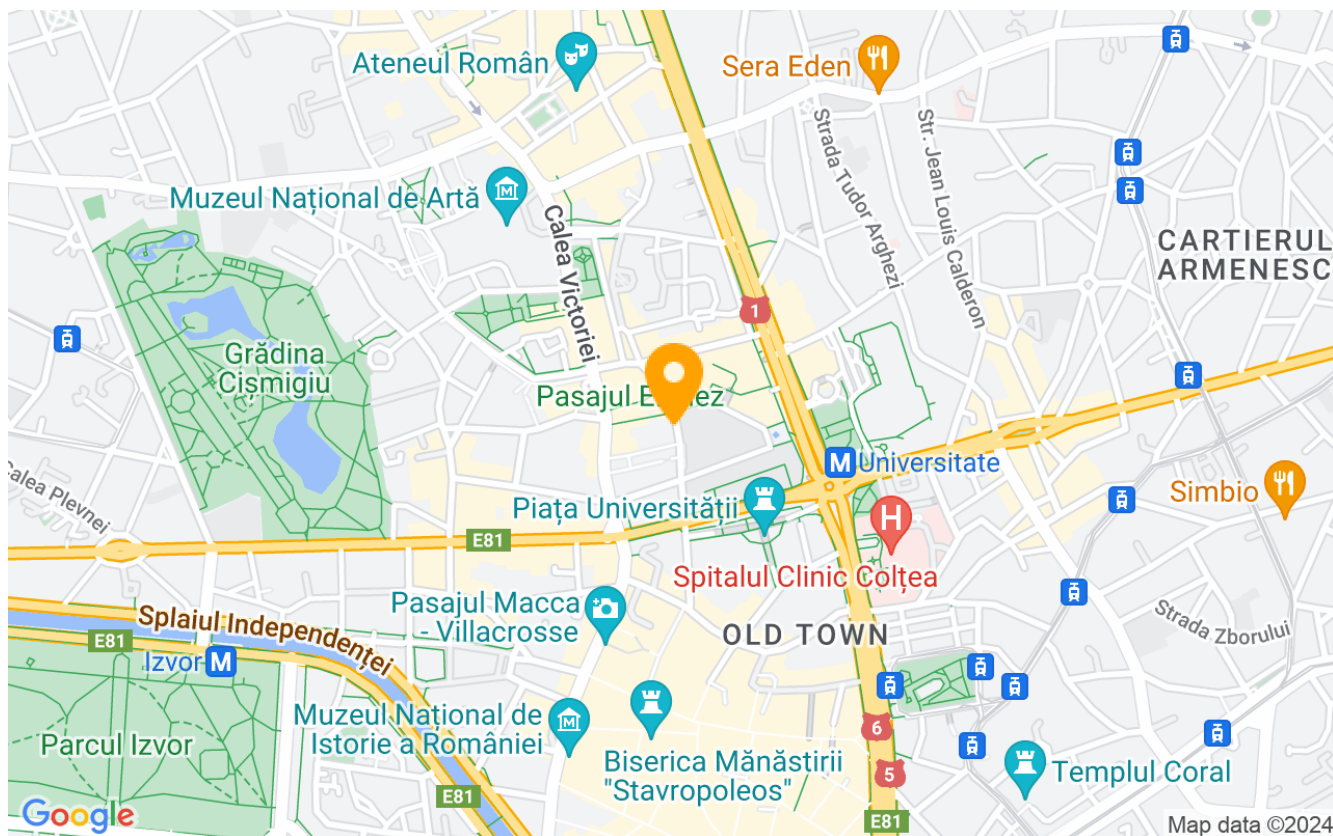 Ateneul Român
Sera Eden
Strada Tudor Arghezi
Str. Jean Louis Calderon
Muzeul Național de Artă
Calea Victoriei
CARTIERUL
ARMENESC
1
Grădina
Cișmigiu
Pasajul
M Universitate
Calea Plevnei
Piața Universității
Simbio
H
E81
Spitalul Clinic Colțea
Pasajul Macca
- Villacrosse
Splaiul Independenței
OLD TOWN
Strada Zborului
E81
Izvor M
Muzeul Național de
Istorie a României
6
Parcul Izvor
Biserica Mănăstirii
"Stavropoleos"
5
Templul Coral
E81
Google
E81
Map data ©2024